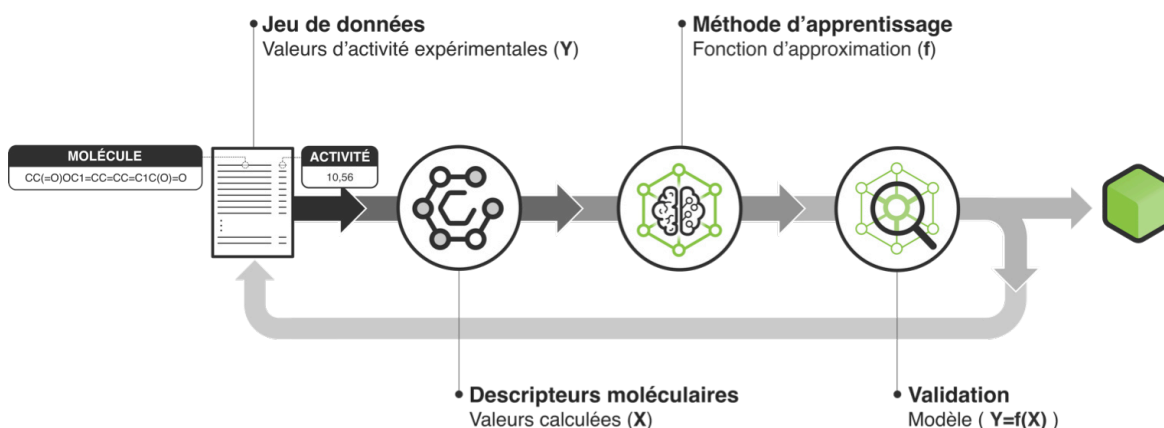 Jeu de données
Valeurs d'activité expérimentales (Y)
Méthode d'apprentissage
Fonction d'approximation (f)
MOLÉCULE
CC(=O)OC1=CC=CC=C1C(O)=O
ACTIVITÉ
10,56
Descripteurs moléculaires
Valeurs calculées (X)
Validation
Modèle ( Y=f(X) )